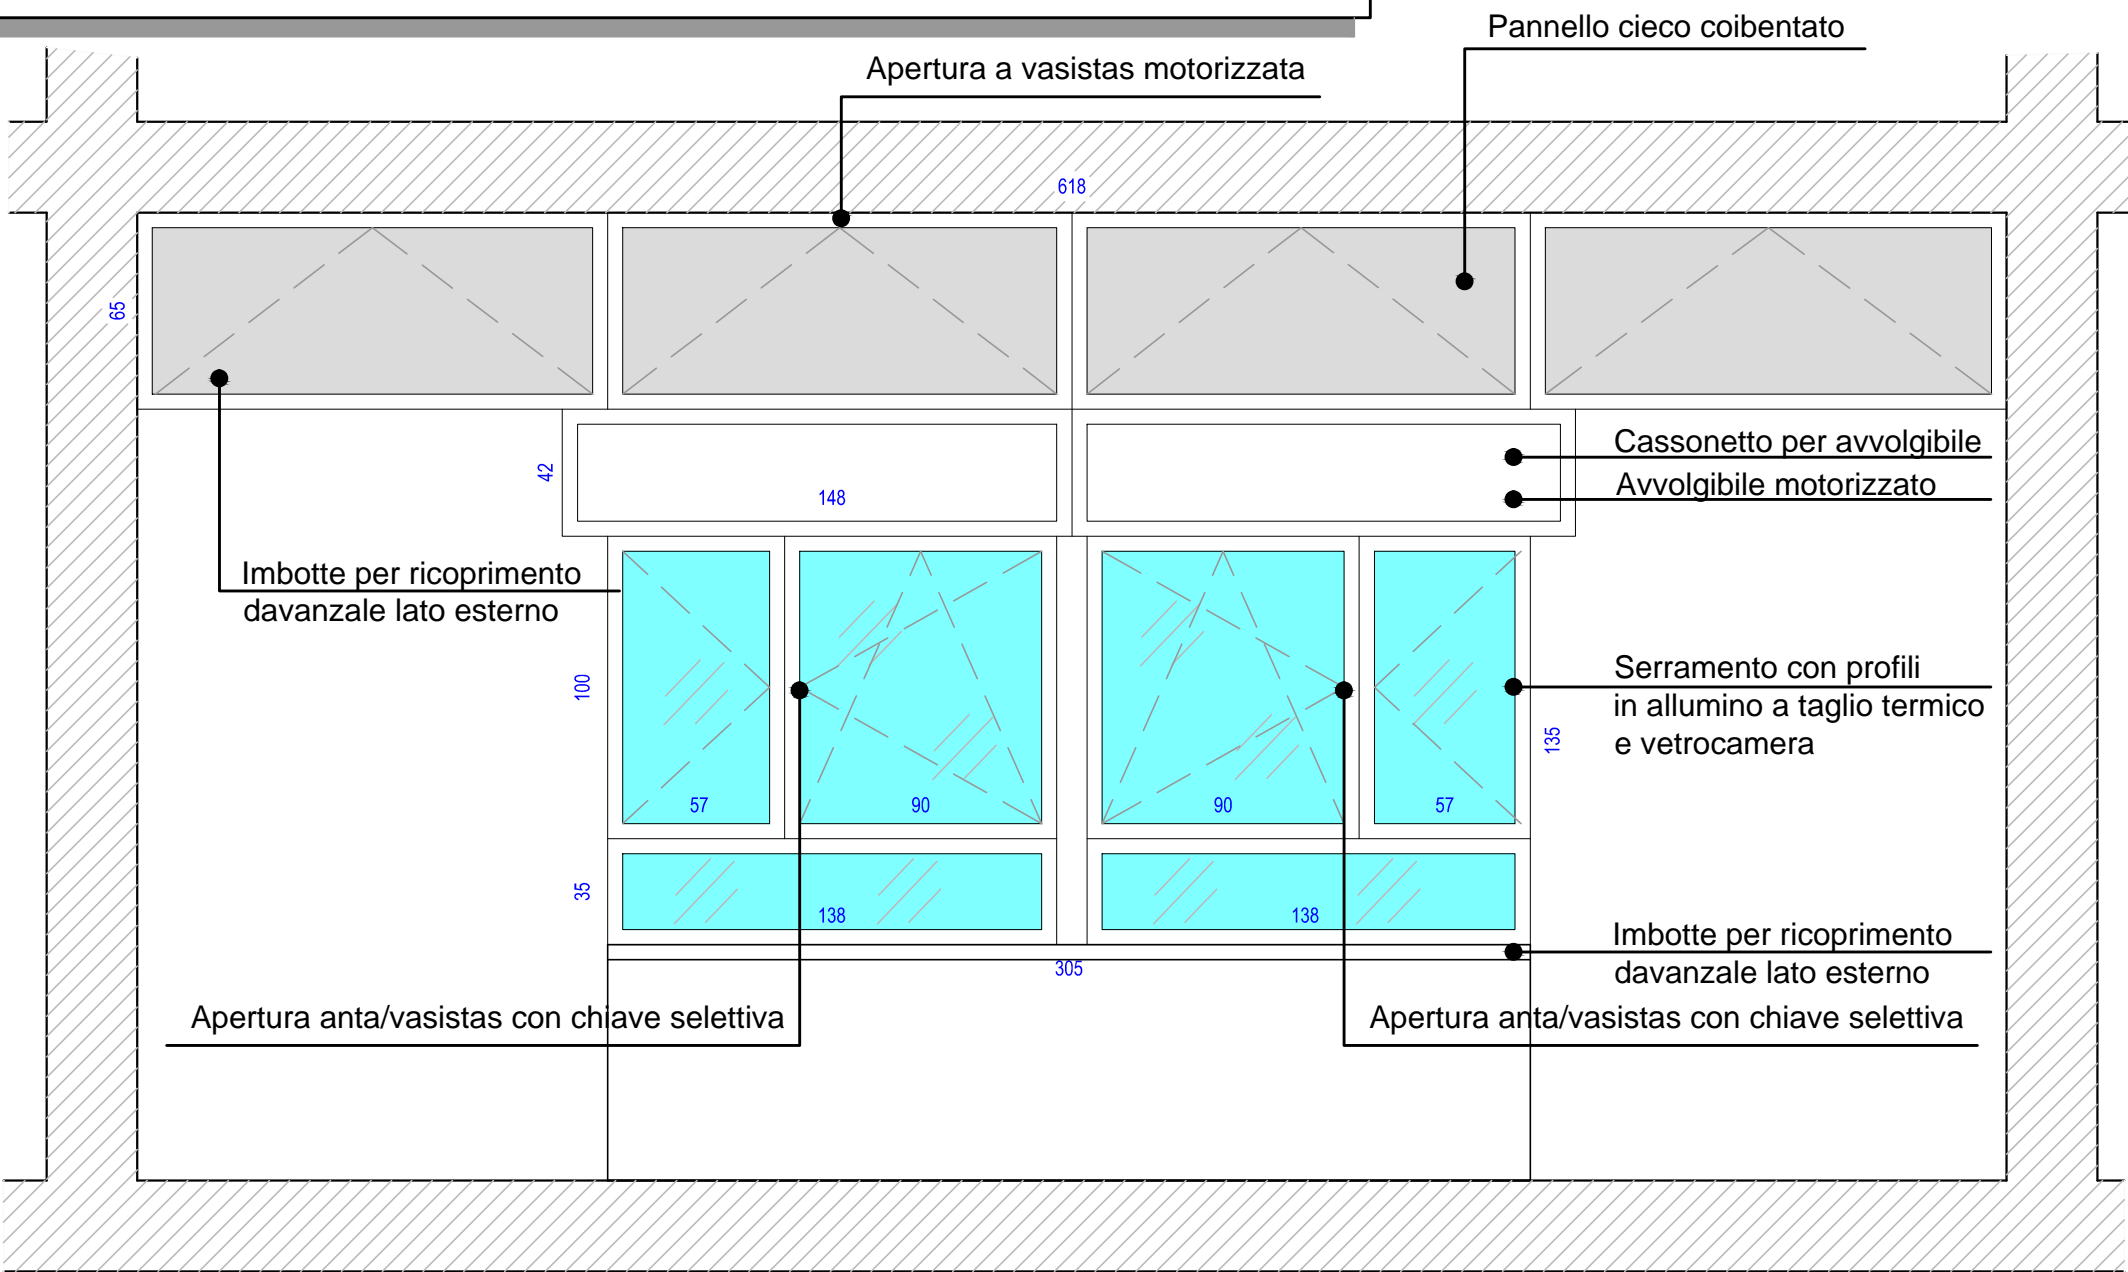 Pannello cieco coibentato
Apertura a vasistas motorizzata
618
65
Cassonetto per avvolgibile
42
148
Avvolgibile motorizzato
Imbotte per ricoprimento
davanzale lato esterno
100
Serramento con profili
in allumino a taglio termico
e vetrocamera
135
57
90
90
57
35
138
138
Imbotte per ricoprimento
davanzale lato esterno
305
Apertura anta/vasistas con chiave selettiva
Apertura anta/vasistas con chiave selettiva